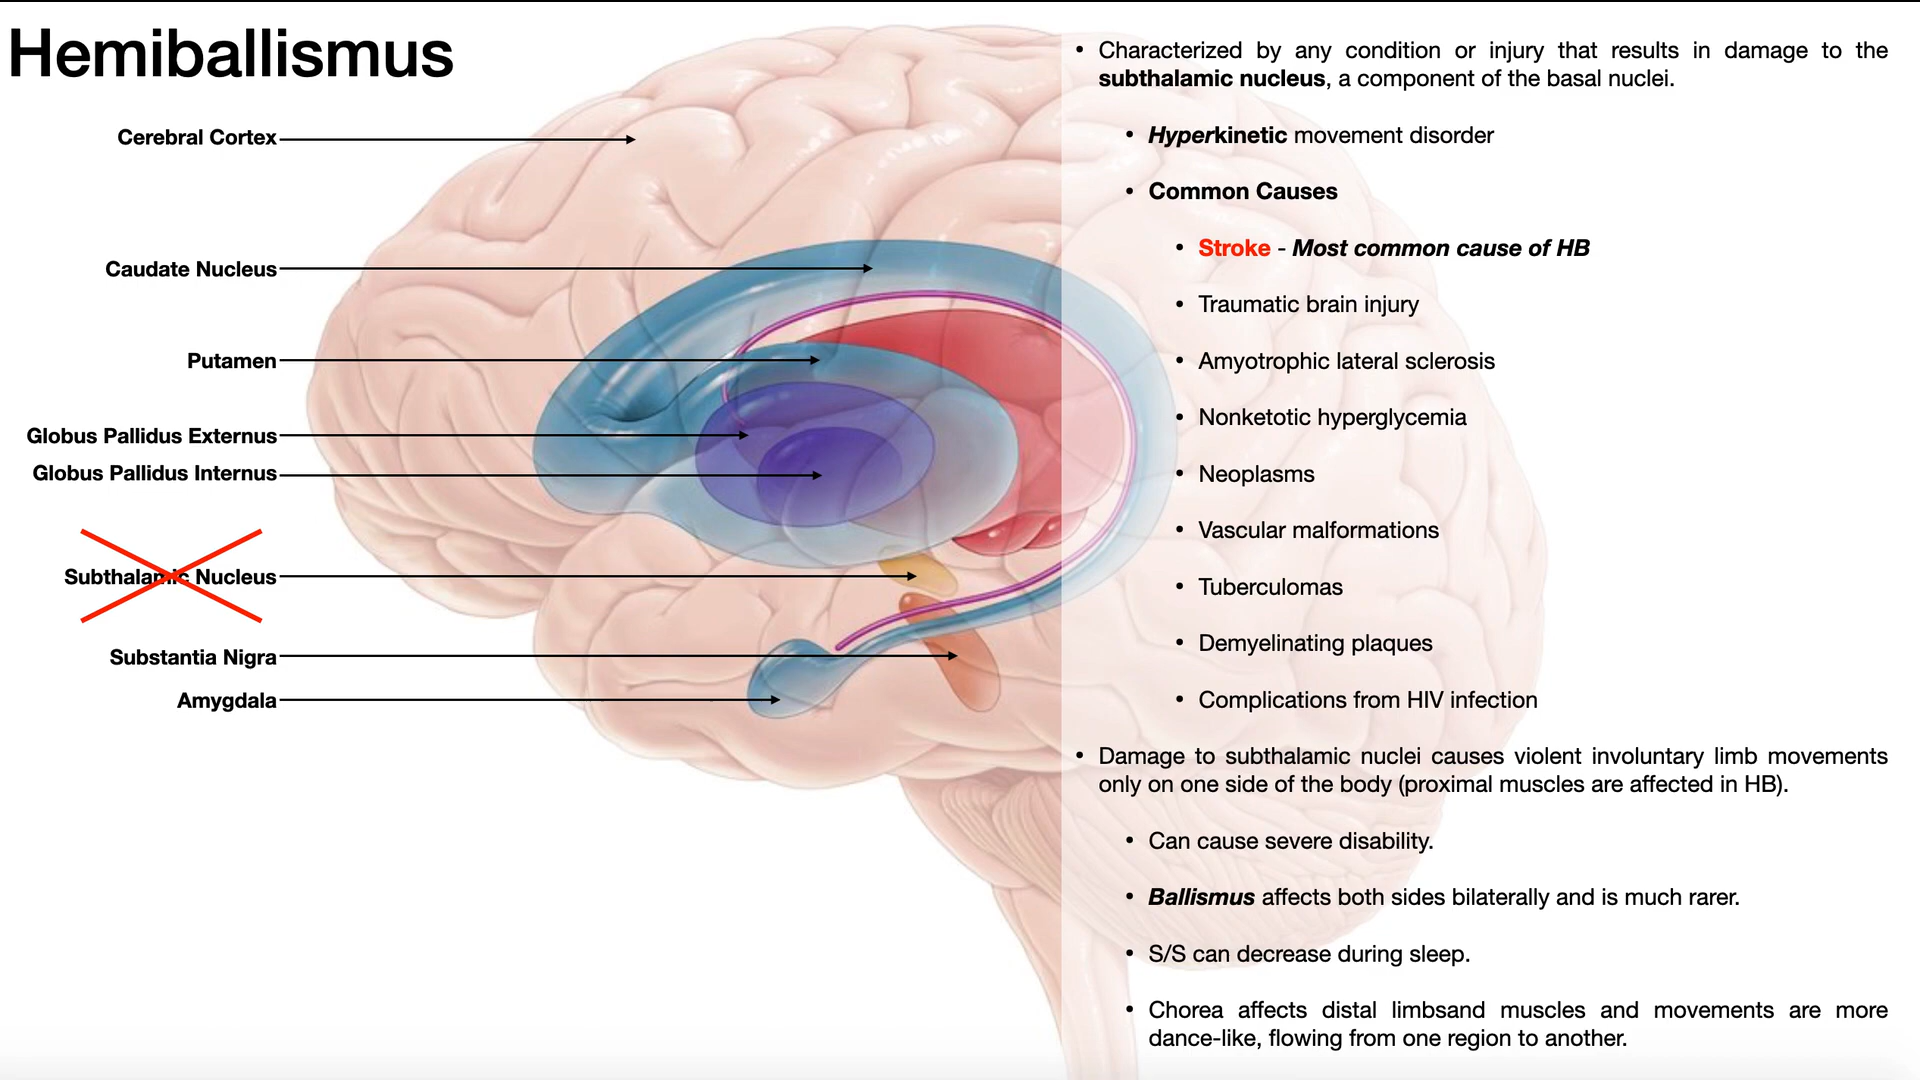 Hemiballismus
Cerebral Cortex
Caudate Nucleus
Putamen
Globus Pallidus Externus
Globus Pallidus Internus
Subthalamic Nucleus
Substantia Nigra
Amygdala
• Characterized by any condition or injury that results in damage to the
subthalamic nucleus, a component of the basal nuclei.
• Hyperkinetic movement disorder
• Common Causes
• Stroke - Most common cause of HB
• Traumatic brain injury
• Amyotrophic lateral sclerosis
• Nonketotic hyperglycemia
• Neoplasms
• Vascular malformations
• Tuberculomas
• Demyelinating plaques
• Complications from HIV infection
• Damage to subthalamic nuclei causes violent involuntary limb movements
only on one side of the body (proximal muscles are affected in HB).
• Can cause severe disability.
• Ballismus affects both sides bilaterally and is much rarer.
• S/S can decrease during sleep.
• Chorea affects distal limbsand muscles and movements are more
dance-like, flowing from one region to another.